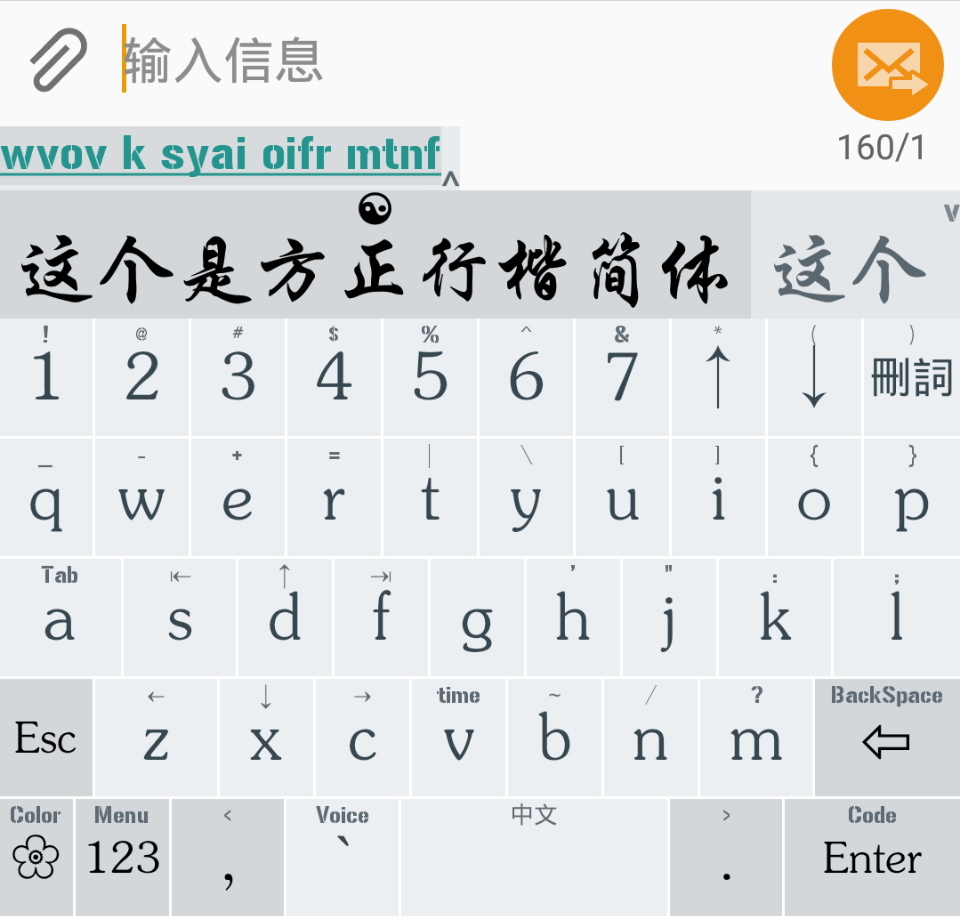 输入信息
160/1
wvov k syai oifr mtnf
^
这个是方正行楷简体 这个 v
! @ # $ % ^ & * ( )
1 2 3 4 5 6 7 ↑ ↓ 刪詞
_ - + = | \ [ ] { }
q w e r t y u i o p
Tab ⇤ ↑ ⇥ ' " : ;
a s d f g h j k l
← ↓ → time ~ / ? BackSpace
Esc z x c v b n m ⇦
Color Menu < Voice 中文 > Code
123 , ` . Enter